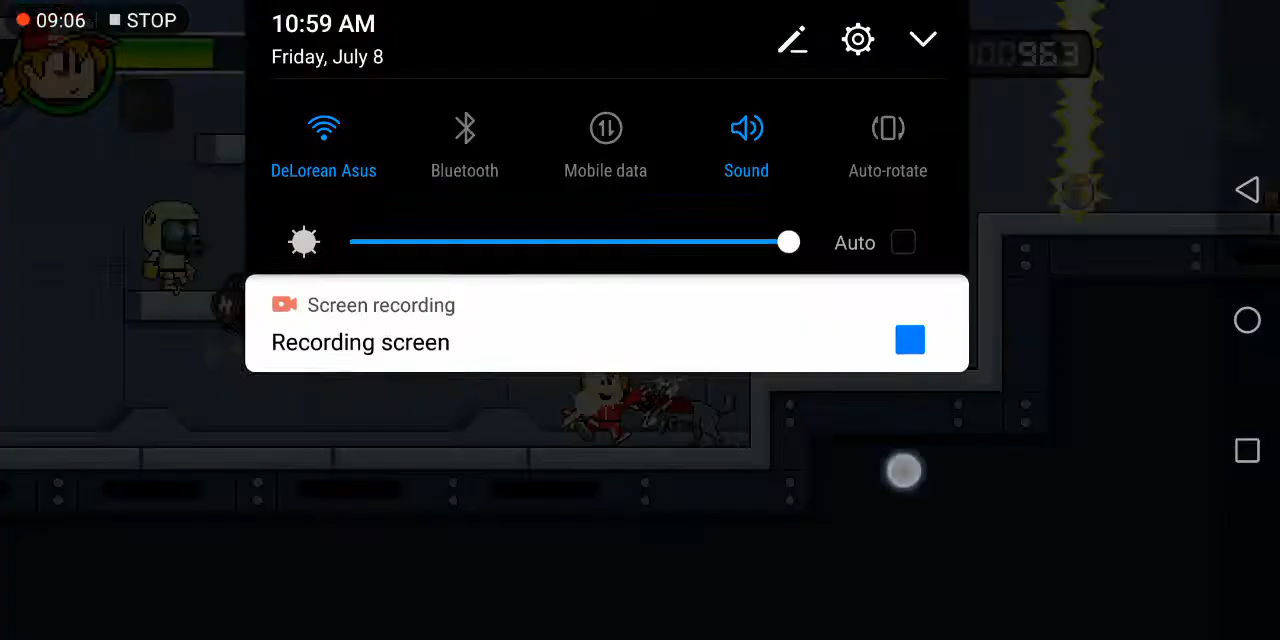 09:06 STOP
10:59 AM
Friday, July 8
000963
DeLorean Asus
Bluetooth
Mobile data
Sound
Auto-rotate
Auto
Screen recording
Recording screen